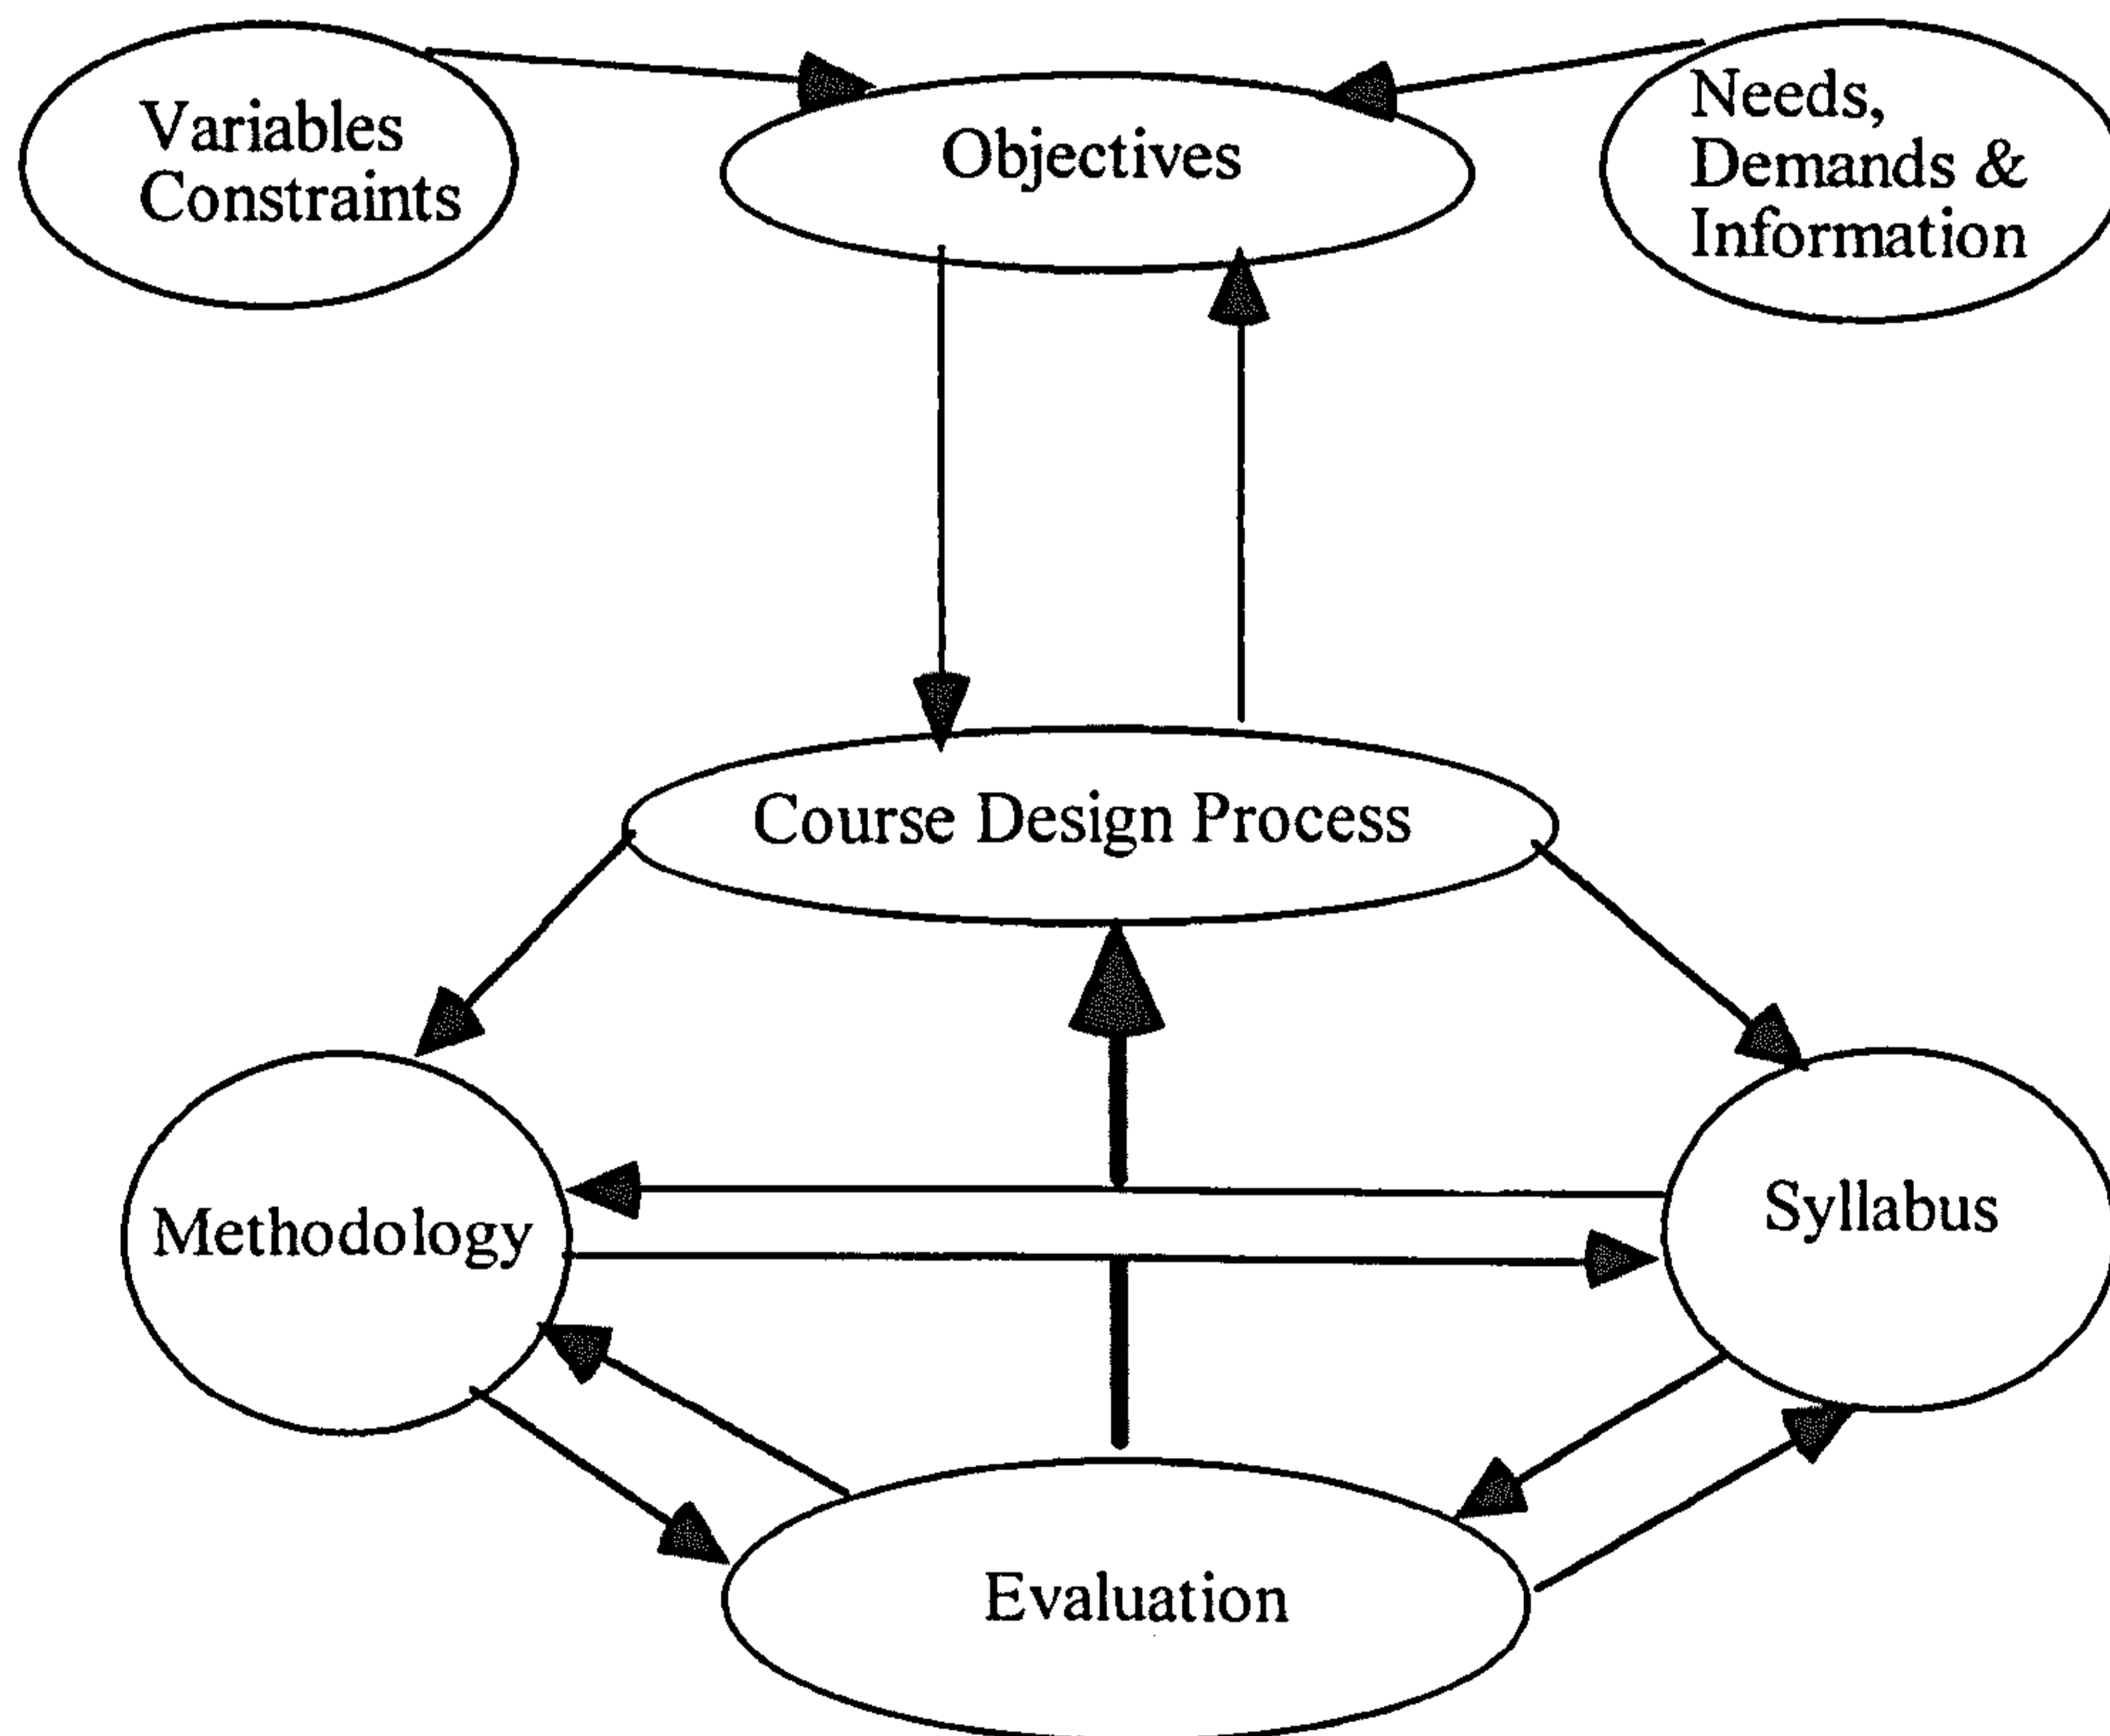 Variables
Constraints
Objectives
Needs,
Demands &
Information
Course Design Process
Methodology
Syllabus
Evaluation